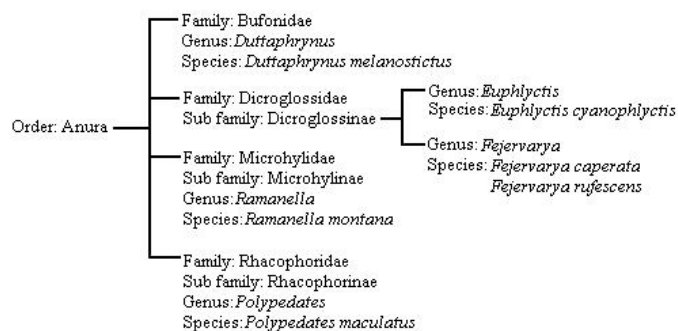 Family: Bufonidae
Genus: Duttaphrynus
Species: Duttaphrynus melanostictus
Order: Anura
Family: Dicroglossidae
Sub family: Dicroglossinae
Genus: Euphlyctis
Species: Euphlyctis cyanophlyctis
Genus: Fejervarya
Species: Fejervarya caperata
Fejervarya rufescens
Family: Microhylidae
Sub family: Microhylinae
Genus: Ramanella
Species: Ramanella montana
Family: Rhacophoridae
Sub family: Rhacophorinae
Genus: Polypedates
Species: Polypedates maculatus